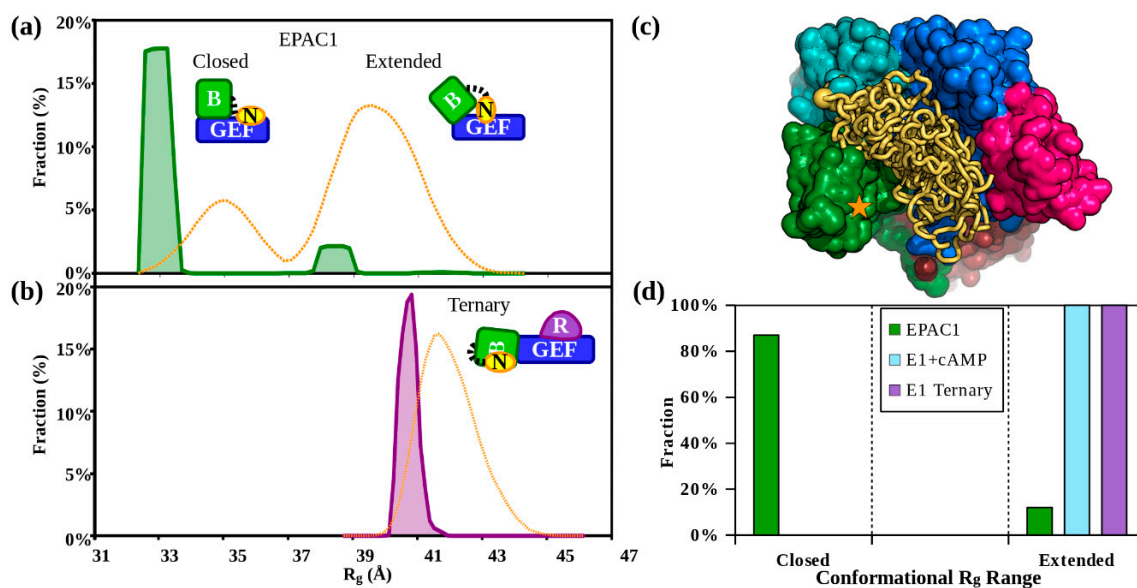 (a)
EPAC1
Closed
Extended
B
N
GEF
B
N
GEF
Fraction (%)
20%
15%
10%
5%
0%
(b)
Ternary
B
N
R
GEF
Fraction (%)
20%
15%
10%
5%
0%
31 33 35 37 39 41 43 45 47
Rg (Å)
(c)
(d)
EPAC1
E1+cAMP
E1 Ternary
Fraction
100%
80%
60%
40%
20%
0%
Closed Extended
Conformational Rg Range